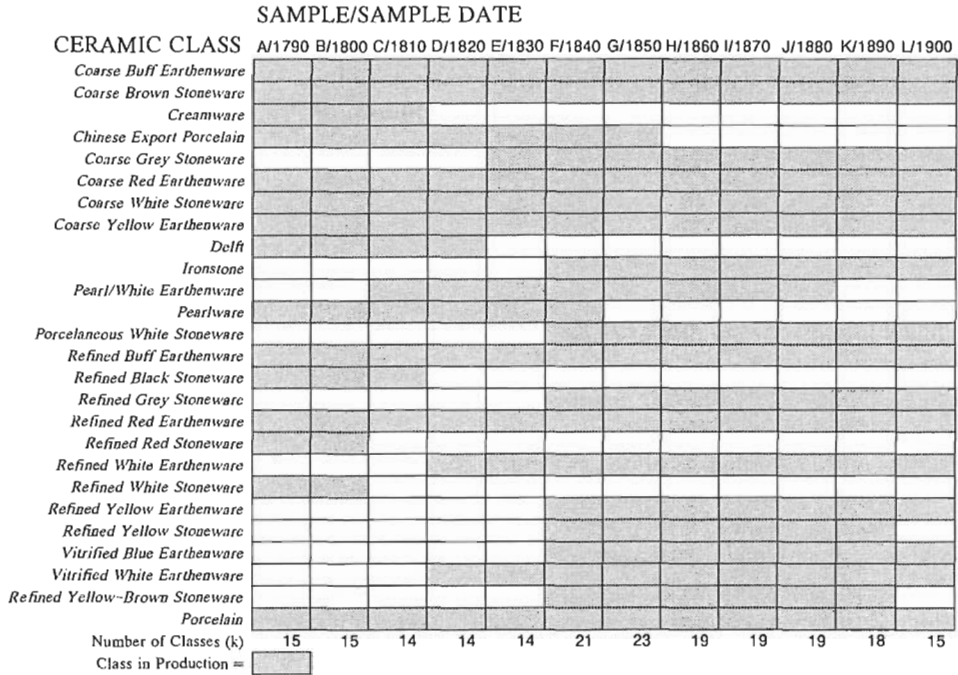 SAMPLE/SAMPLE DATE
CERAMIC CLASS A/1790 B/1800 C/1810 D/1820 E/1830 F/1840 G/1850 H/1860 I/1870 J/1880 K/1890 L/1900
Coarse Buff Earthenware
Coarse Brown Stoneware
Creamware
Chinese Export Porcelain
Coarse Grey Stoneware
Coarse Red Earthenware
Coarse White Stoneware
Coarse Yellow Earthenware
Delft
Ironstone
Pearl/White Earthenware
Pearlware
Porcelaneous White Stoneware
Refined Buff Earthenware
Refined Black Stoneware
Refined Grey Stoneware
Refined Red Earthenware
Refined Red Stoneware
Refined White Earthenware
Refined White Stoneware
Refined Yellow Earthenware
Refined Yellow Stoneware
Vitrified Blue Earthenware
Vitrified White Earthenware
Refined Yellow-Brown Stoneware
Porcelain
Number of Classes (k) 15 15 14 14 14 21 23 19 19 19 18 15
Class in Production =